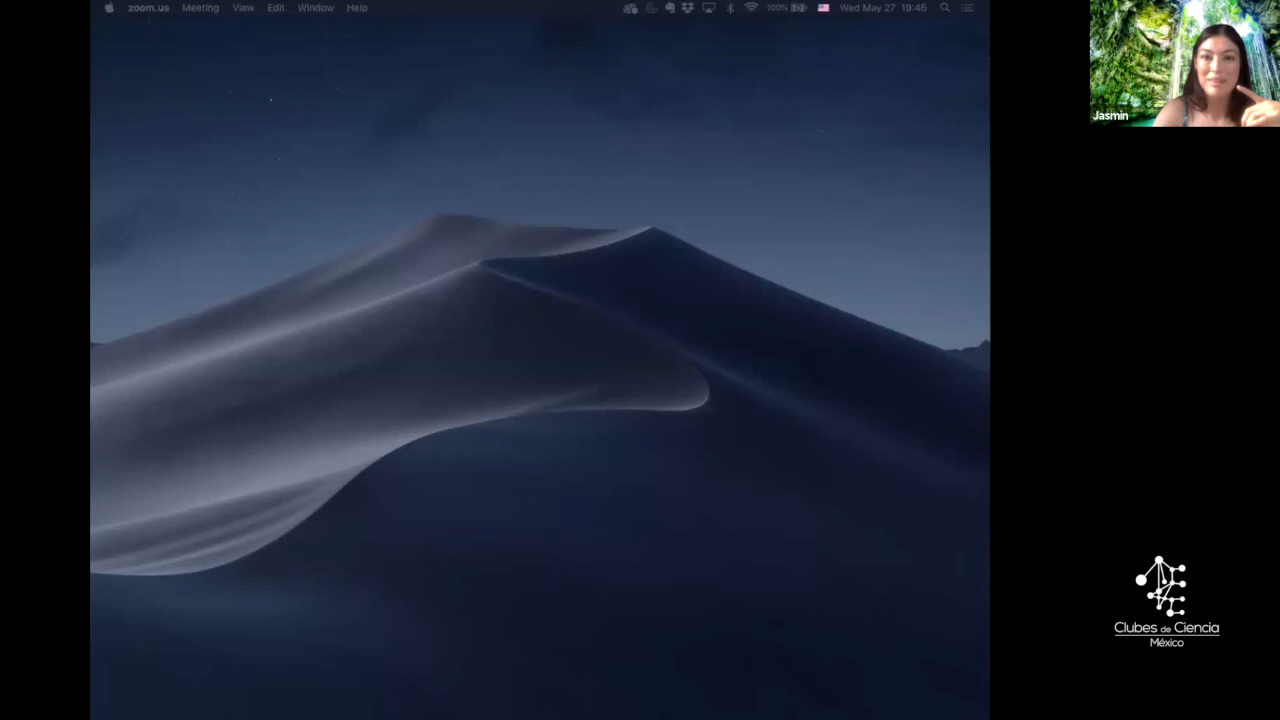 zoom.us Meeting View Edit Window Help 100% Wed May 27 19:46
Jasmin
Clubes de Ciencia
México